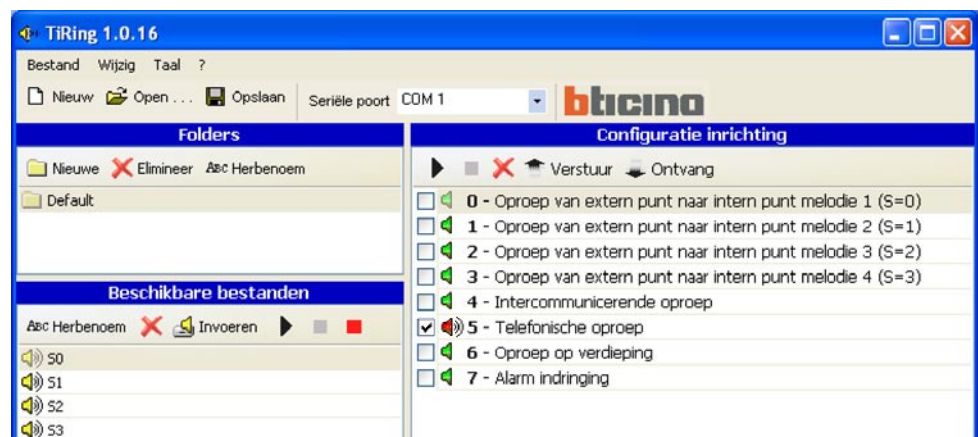 TiRing 1.0.16
Bestand Wijzig Taal ?
Nieuw Open ... Opslaan Seriële poort COM 1 bticino
Folders
Nieuwe Elimineer ABC Herbenoem
Default
Beschikbare bestanden
ABC Herbenoem Invoeren
S0
S1
S2
S3
Configuratie inrichting
Verstuur Ontvang
0 - Oproep van extern punt naar intern punt melodie 1 (S=0)
1 - Oproep van extern punt naar intern punt melodie 2 (S=1)
2 - Oproep van extern punt naar intern punt melodie 3 (S=2)
3 - Oproep van extern punt naar intern punt melodie 4 (S=3)
4 - Intercommunicerende oproep
5 - Telefonische oproep
6 - Oproep op verdieping
7 - Alarm indringing